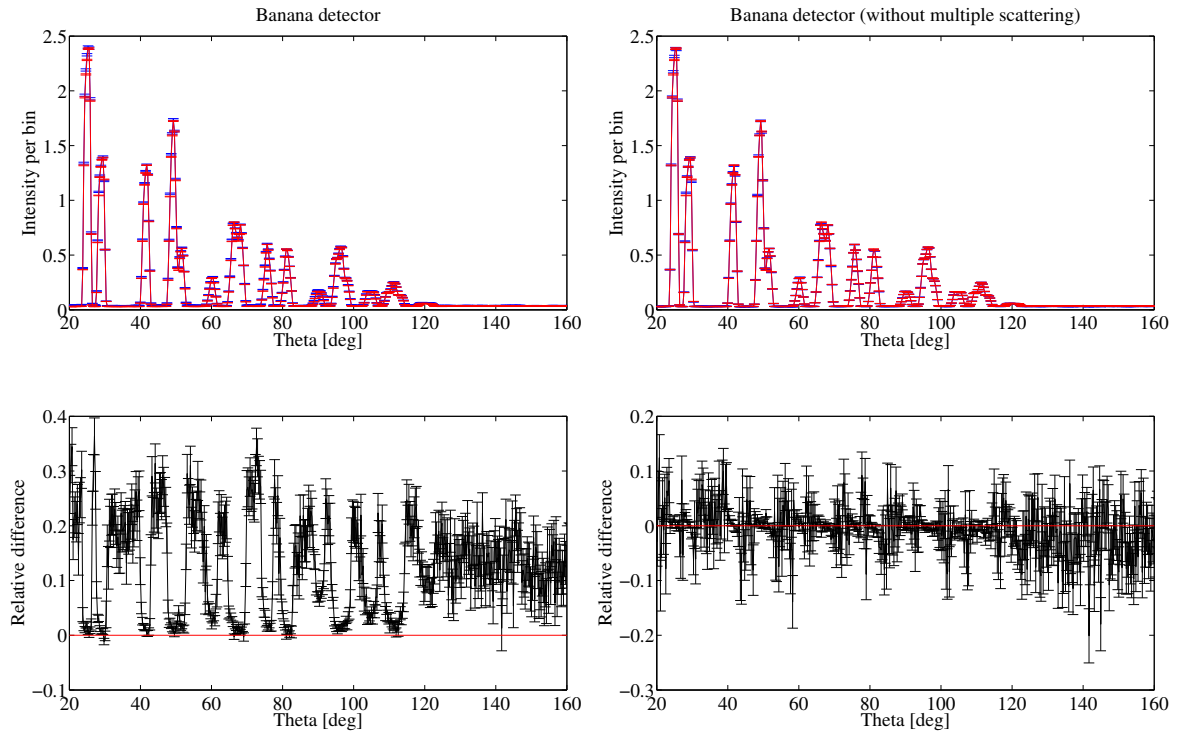 Banana detector
2.5
2
1.5
1
0.5
0
Intensity per bin
20 40 60 80 100 120 140 160
Theta [deg]
Banana detector (without multiple scattering)
2.5
2
1.5
1
0.5
0
Intensity per bin
20 40 60 80 100 120 140 160
Theta [deg]
0.4
0.3
0.2
0.1
0
−0.1
Relative difference
20 40 60 80 100 120 140 160
Theta [deg]
0.2
0.1
0
−0.1
−0.2
−0.3
Relative difference
20 40 60 80 100 120 140 160
Theta [deg]